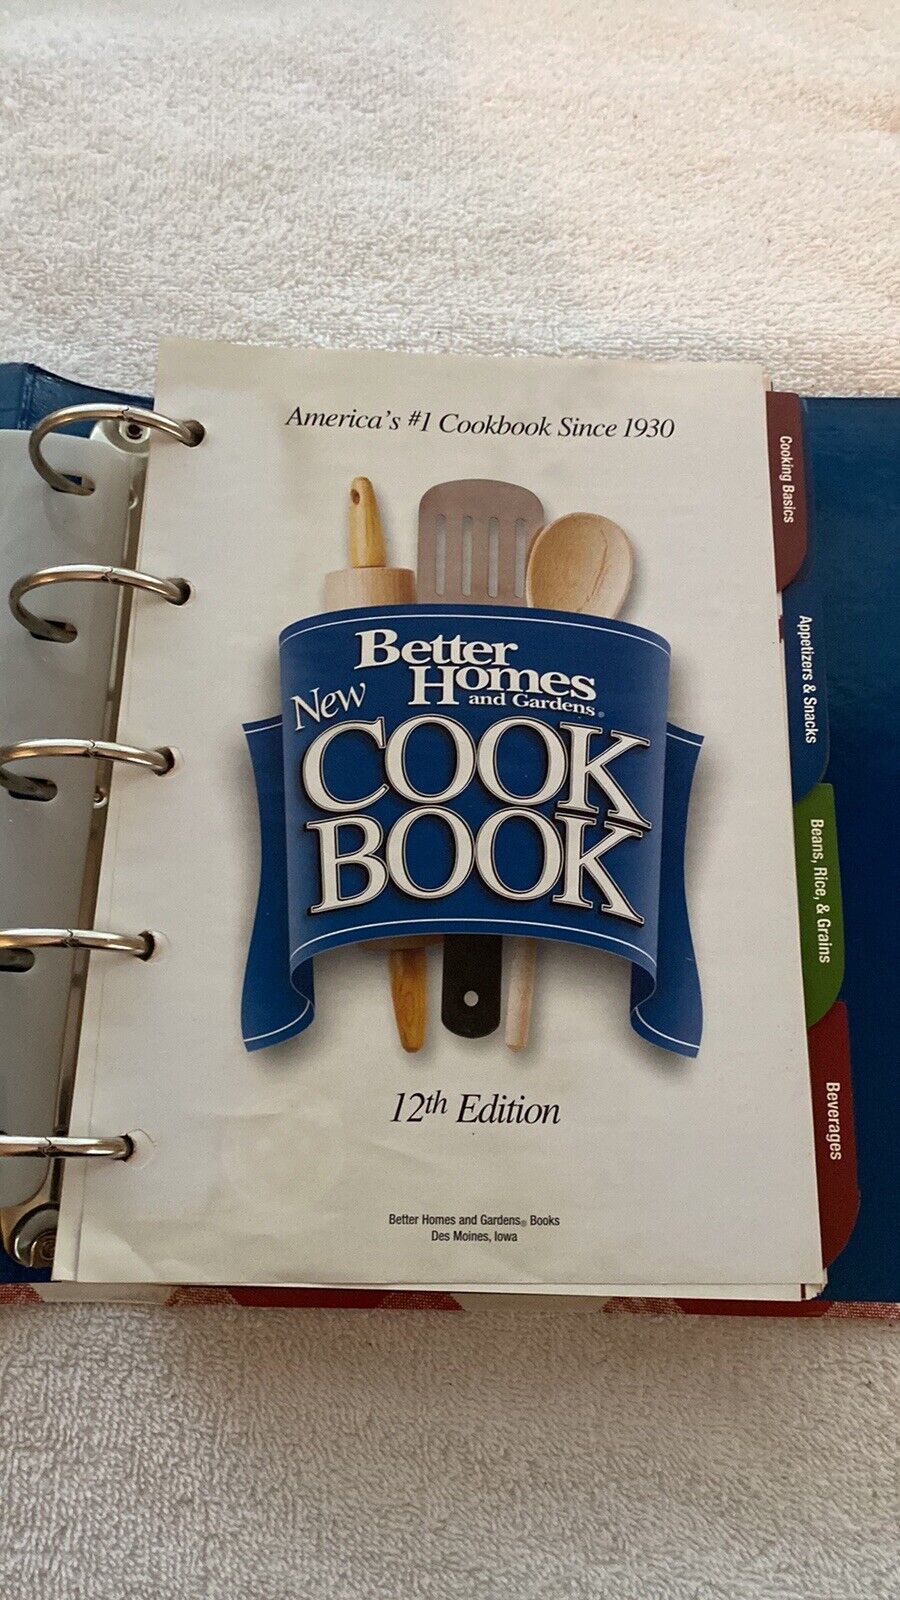 America's #1 Cookbook Since 1930
Better
Homes
and Gardens®
New
COOK
BOOK
12th Edition
Better Homes and Gardens® Books
Des Moines, Iowa
Cooking Basics
Appetizers & Snacks
Beans, Rice, & Grains
Beverages